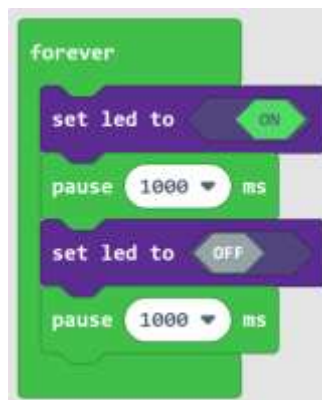 forever
set led to ON
pause 1000 ms
set led to OFF
pause 1000 ms